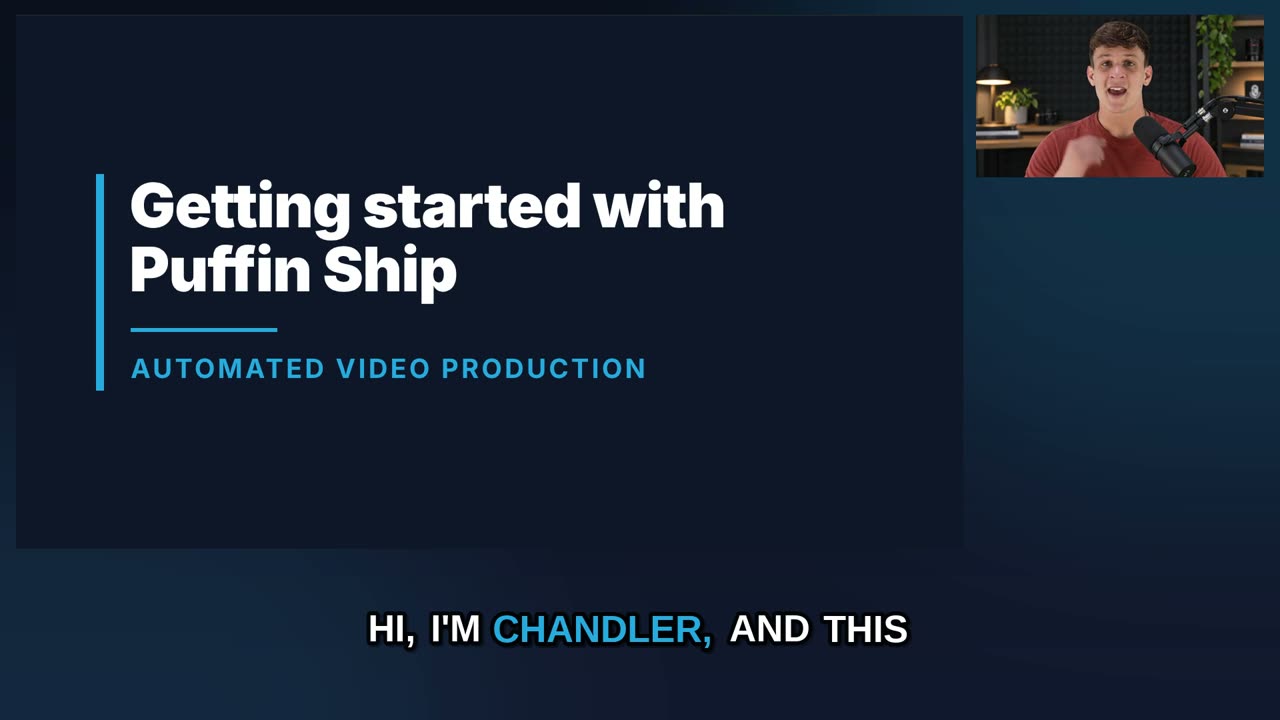 Getting started with
Puffin Ship
AUTOMATED VIDEO PRODUCTION
HI, I'M CHANDLER, AND THIS